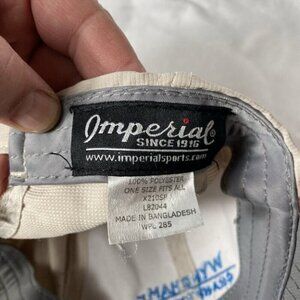 Imperial®
SINCE 1916
www.imperialsports.com
100% POLYESTER
ONE SIZE FITS ALL
X210SP
L82044
MADE IN BANGLADESH
WPL 285